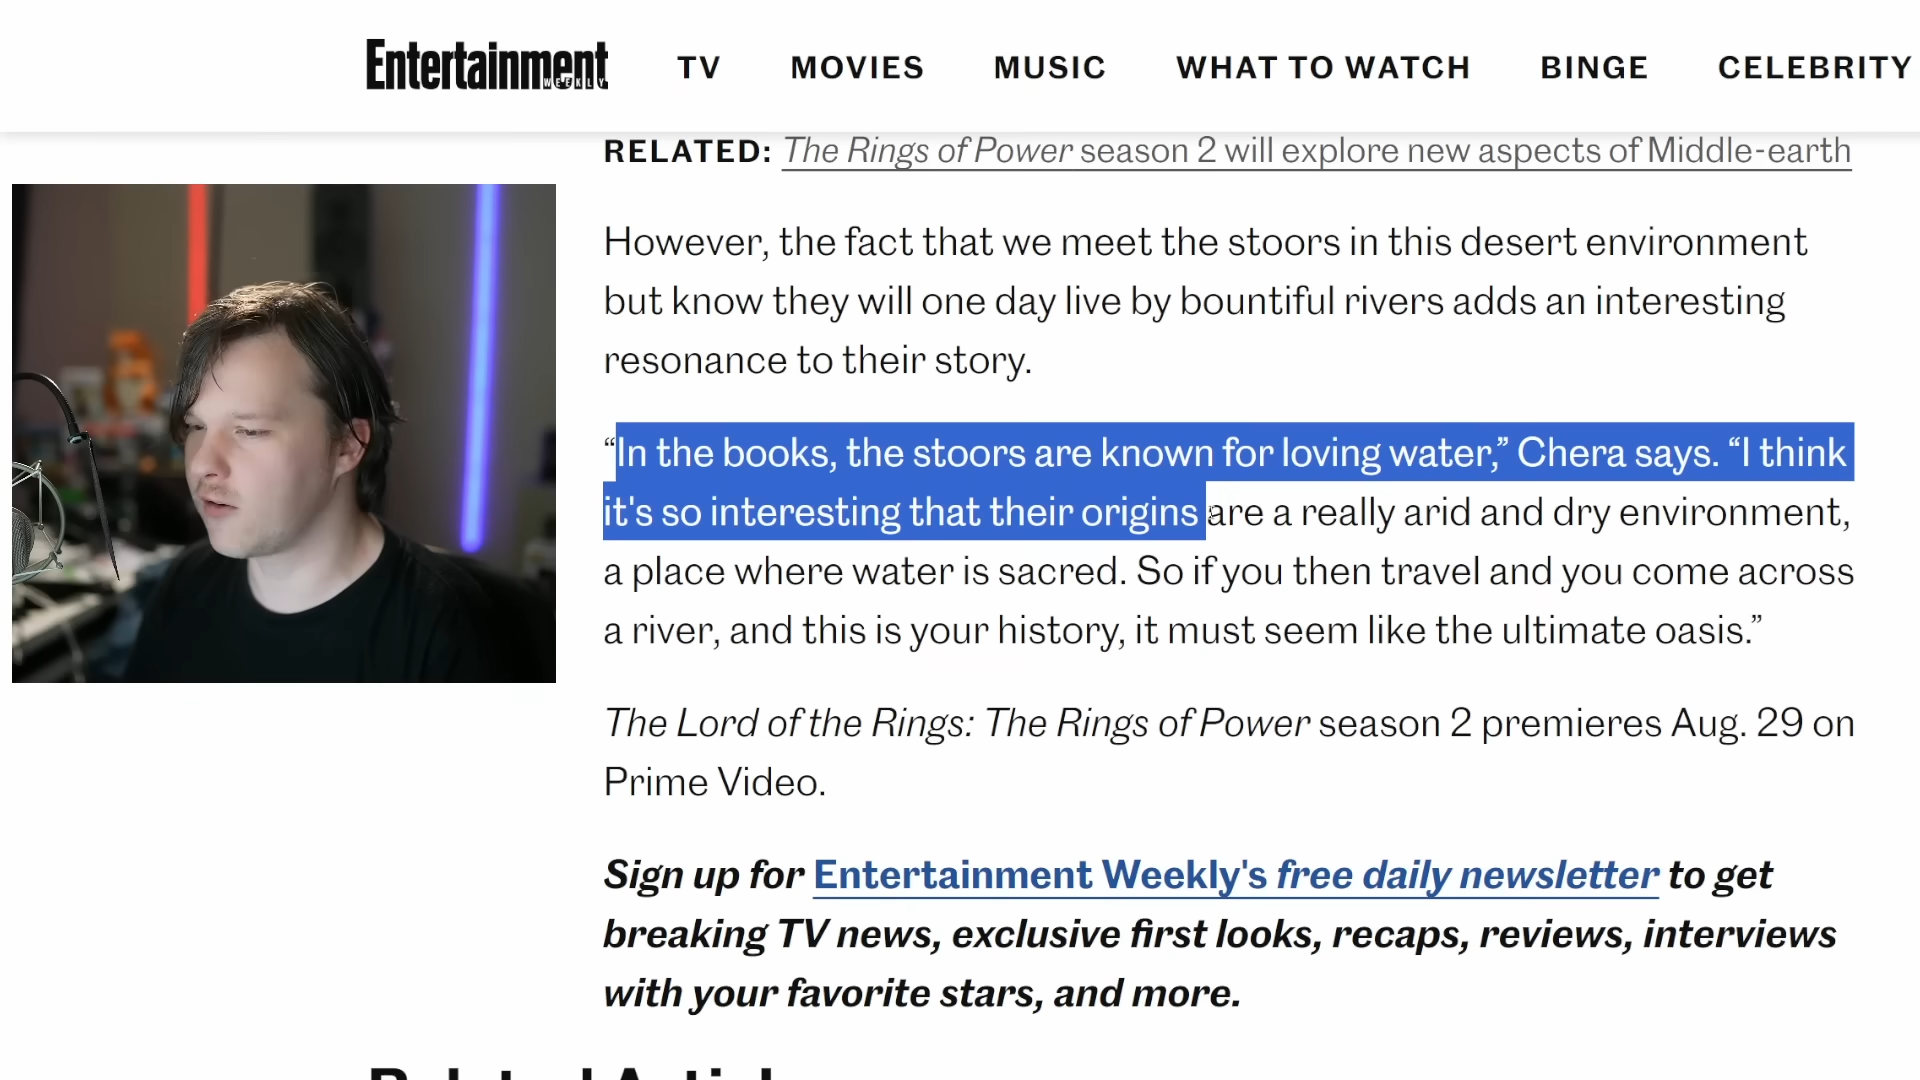 Entertainment
WEEKLY
TV MOVIES MUSIC WHAT TO WATCH BINGE CELEBRITY
RELATED: The Rings of Power season 2 will explore new aspects of Middle-earth
However, the fact that we meet the stoors in this desert environment
but know they will one day live by bountiful rivers adds an interesting
resonance to their story.
“In the books, the stoors are known for loving water,” Chera says. “I think
it's so interesting that their origins are a really arid and dry environment,
a place where water is sacred. So if you then travel and you come across
a river, and this is your history, it must seem like the ultimate oasis.”
The Lord of the Rings: The Rings of Power season 2 premieres Aug. 29 on
Prime Video.
Sign up for Entertainment Weekly's free daily newsletter to get
breaking TV news, exclusive first looks, recaps, reviews, interviews
with your favorite stars, and more.